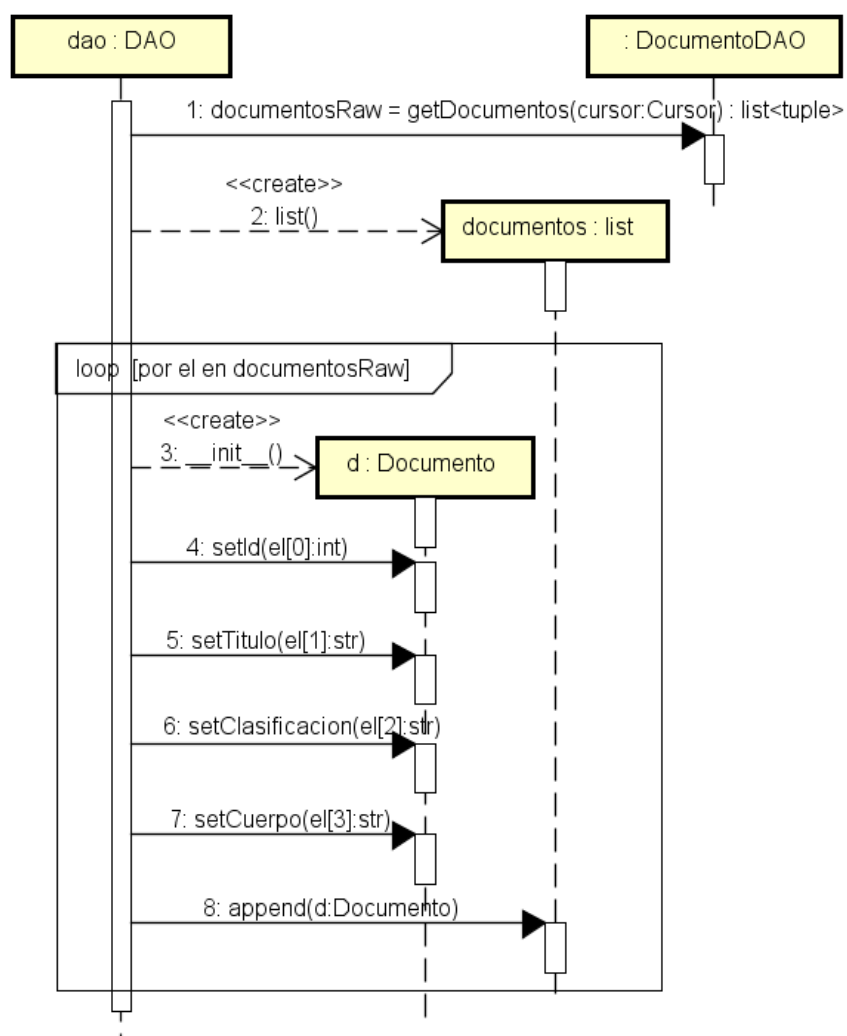 dao : DAO
: DocumentoDAO
1: documentosRaw = getDocumentos(cursor:Cursor) : list<tuple>
<<create>>
2: list()
documentos : list
loop [por el en documentosRaw]
<<create>>
3: __init__()
d : Documento
4: setId(el[0]:int)
5: setTitulo(el[1]:str)
6: setClasificacion(el[2]:str)
7: setCuerpo(el[3]:str)
8: append(d:Documento)